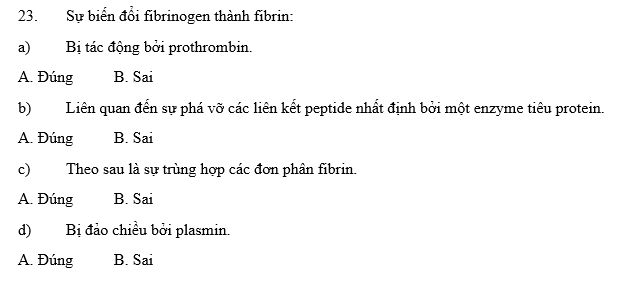 23. Sự biến đổi fibrinogen thành fibrin:
a) Bị tác động bởi prothrombin.
A. Đúng B. Sai
b) Liên quan đến sự phá vỡ các liên kết peptide nhất định bởi một enzyme tiêu protein.
A. Đúng B. Sai
c) Theo sau là sự trùng hợp các đơn phân fibrin.
A. Đúng B. Sai
d) Bị đảo chiều bởi plasmin.
A. Đúng B. Sai